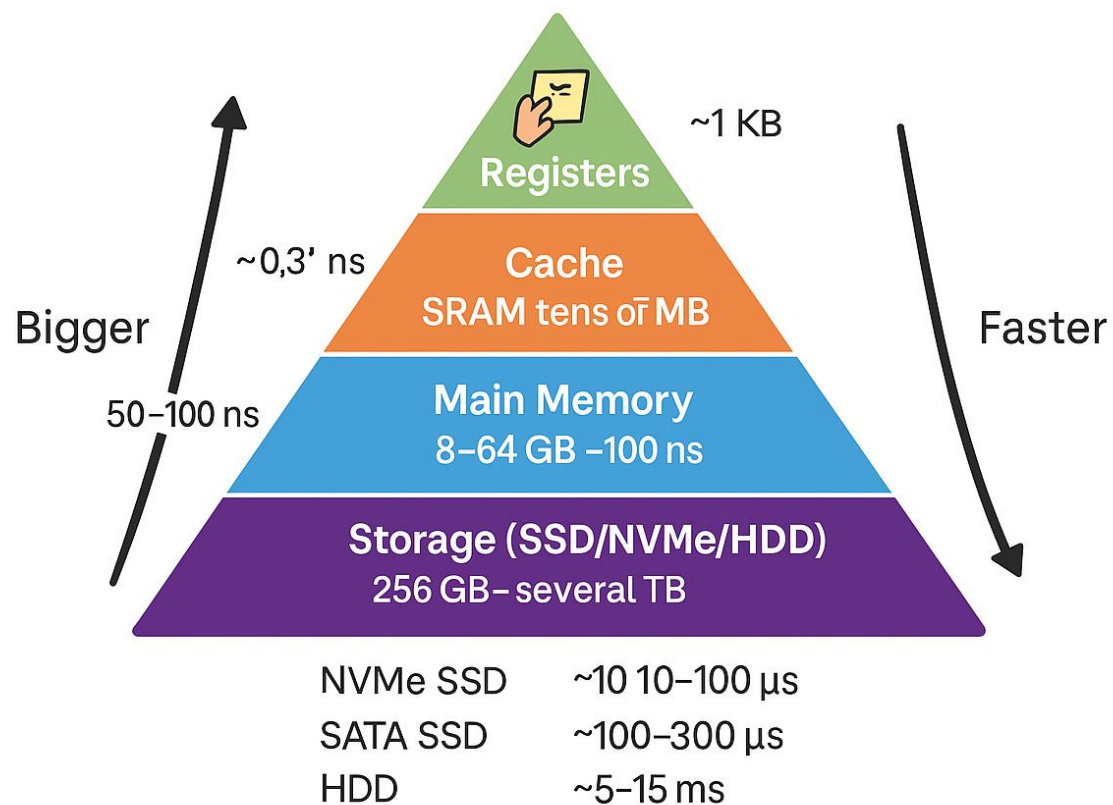 ~1 KB
Registers
~0,3' ns
Cache
SRAM tens of MB
Bigger
Faster
50–100 ns
Main Memory
8–64 GB –100 ns
Storage (SSD/NVMe/HDD)
256 GB– several TB
NVMe SSD ~10 10–100 µs
SATA SSD ~100–300 µs
HDD ~5–15 ms